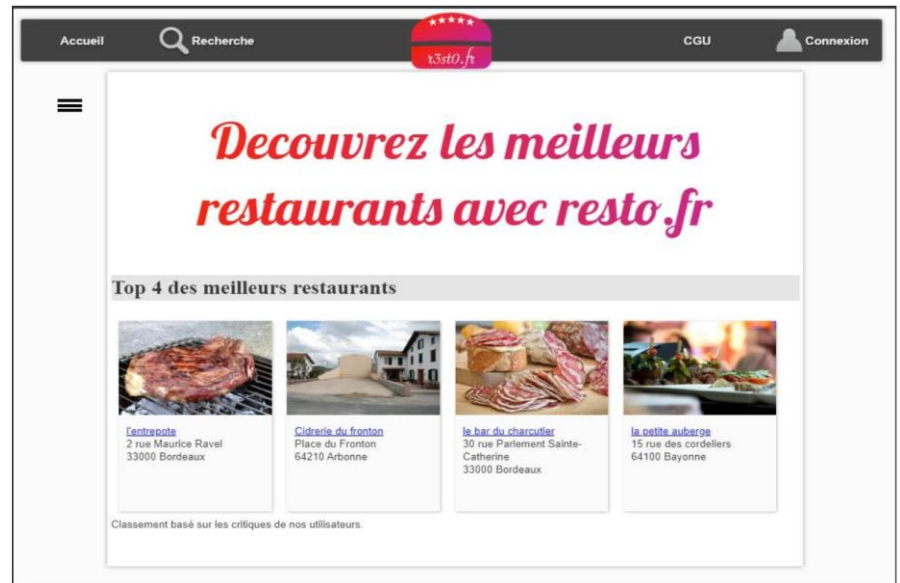 Accueil
Recherche
r3st0.fr
CGU
Connexion
Decouvrez les meilleurs
restaurants avec resto.fr
Top 4 des meilleurs restaurants
l'entrepote
2 rue Maurice Ravel
33000 Bordeaux
Cidrerie du fronton
Place du Fronton
64210 Arbonne
le bar du charcutier
30 rue Parlement Sainte-
Catherine
33000 Bordeaux
la petite auberge
15 rue des cordeliers
64100 Bayonne
Classement basé sur les critiques de nos utilisateurs.